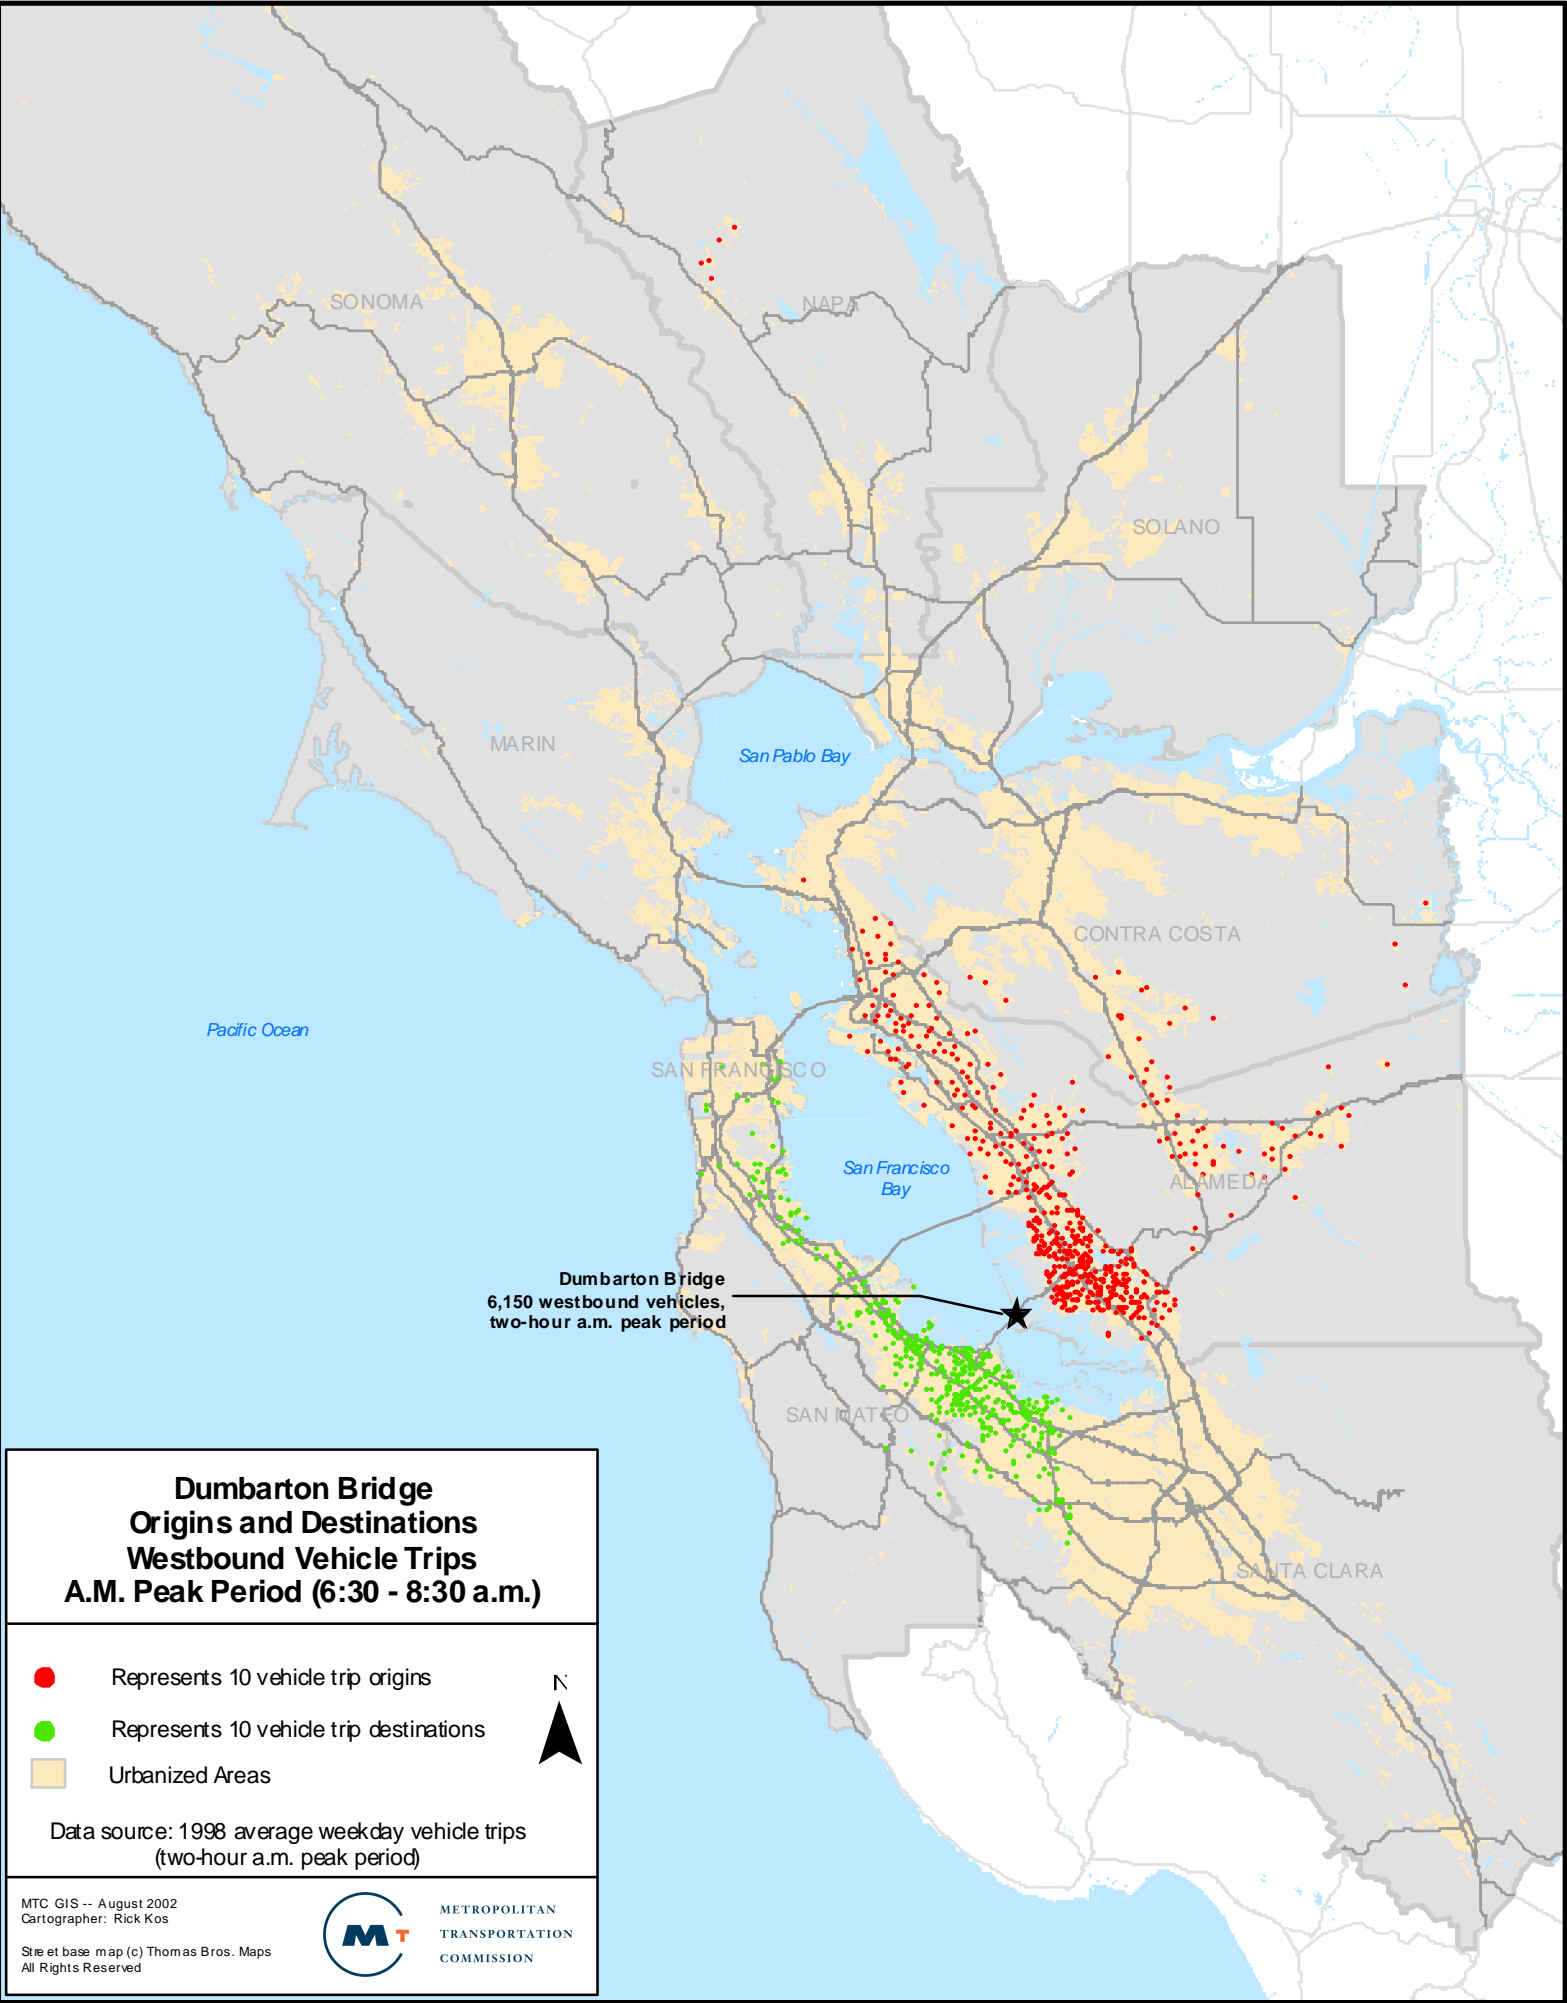 SONOMA
NAPA
SOLANO
MARIN
San Pablo Bay
CONTRA COSTA
Pacific Ocean
SAN FRANCISCO
San Francisco
Bay
ALAMEDA
Dumbarton Bridge
6,150 westbound vehicles,
two-hour a.m. peak period
SAN MATEO
SANTA CLARA
Dumbarton Bridge
Origins and Destinations
Westbound Vehicle Trips
A.M. Peak Period (6:30 - 8:30 a.m.)
Represents 10 vehicle trip origins
N
Represents 10 vehicle trip destinations
Urbanized Areas
Data source: 1998 average weekday vehicle trips
(two-hour a.m. peak period)
MTC GIS -- August 2002
Cartographer: Rick Kos
Street base map (c) Thomas Bros. Maps
All Rights Reserved
M T
METROPOLITAN
TRANSPORTATION
COMMISSION